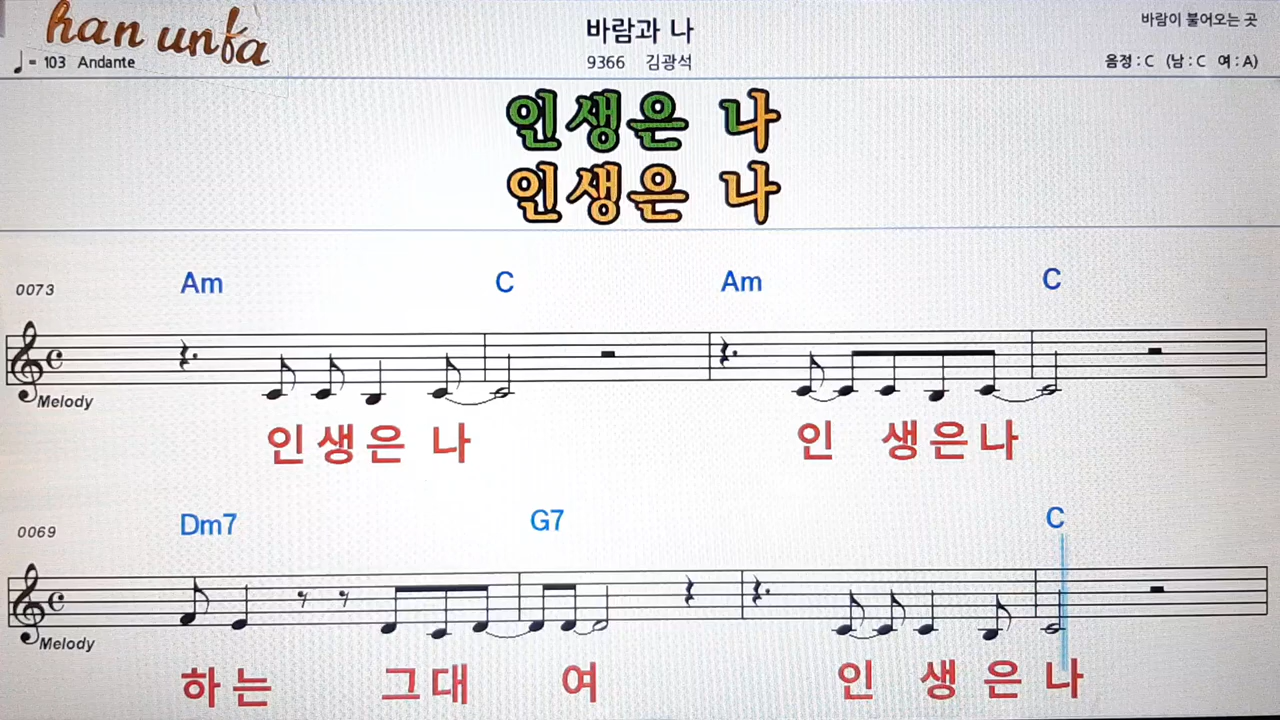 han unfa
바람과 나
바람이 불어오는 곳
♩ = 103 Andante
9366 김광석
음정 : C (남 : C 여 : A)
인생은 나
인생은 나
0073
Am C Am C
Melody
인생은 나 인 생은나
0069
Dm7 G7 C
Melody
하는 그대 여 인 생 은 나